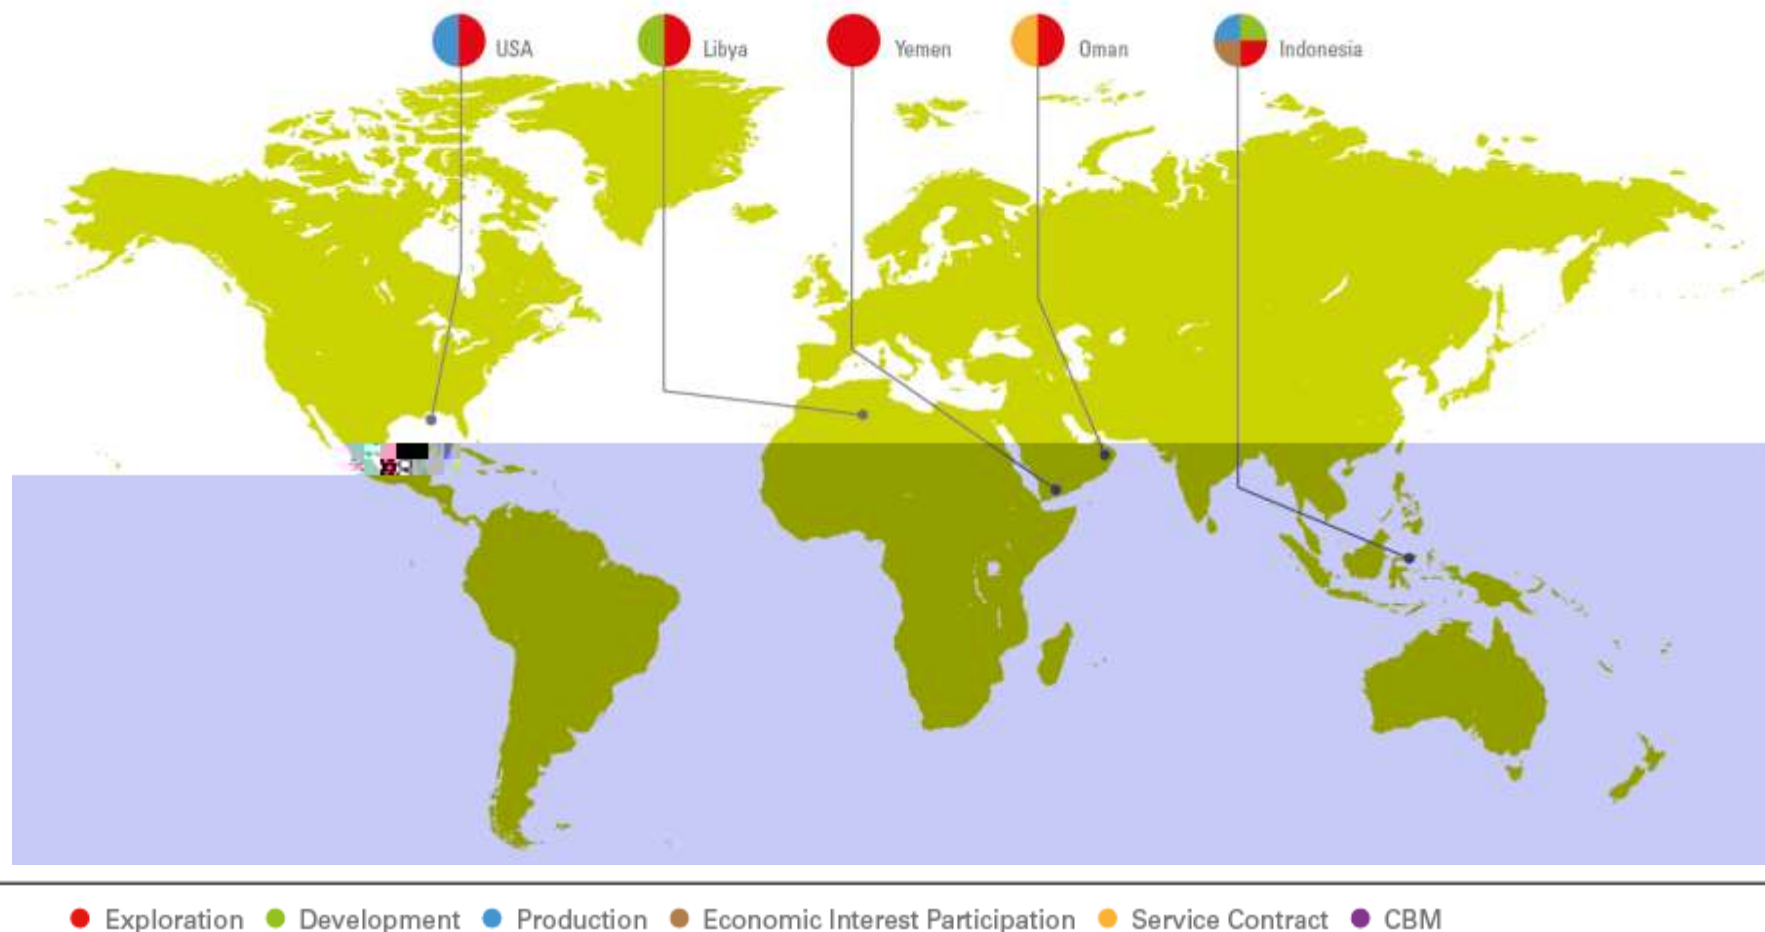 USA Libya Yemen Oman Indonesia
Exploration Development Production Economic Interest Participation Service Contract CBM